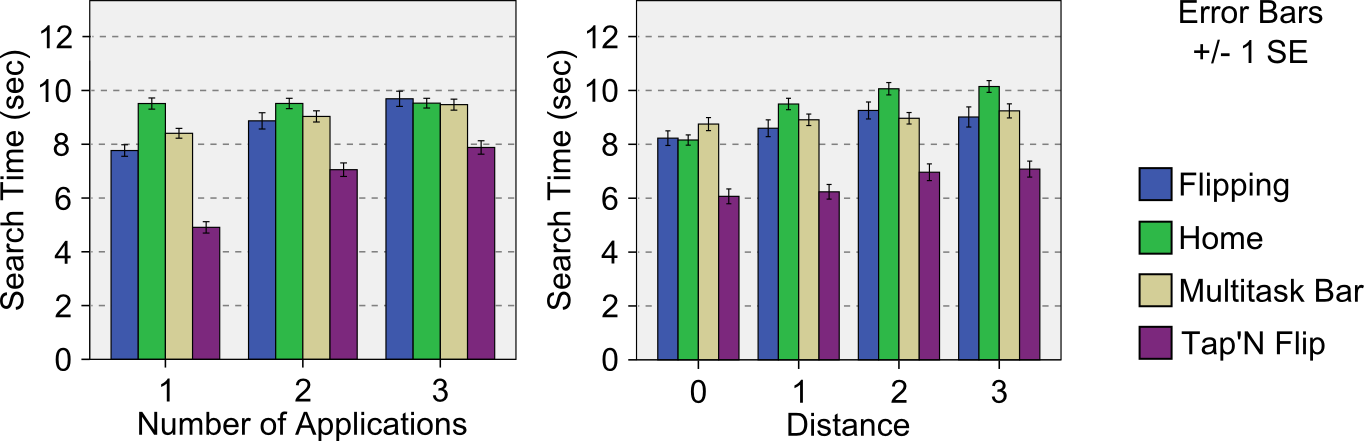 Search Time (sec)
12
10
8
6
4
2
0
1 2 3
Number of Applications
Search Time (sec)
12
10
8
6
4
2
0
0 1 2 3
Distance
Error Bars
+/- 1 SE
Flipping
Home
Multitask Bar
Tap'N Flip